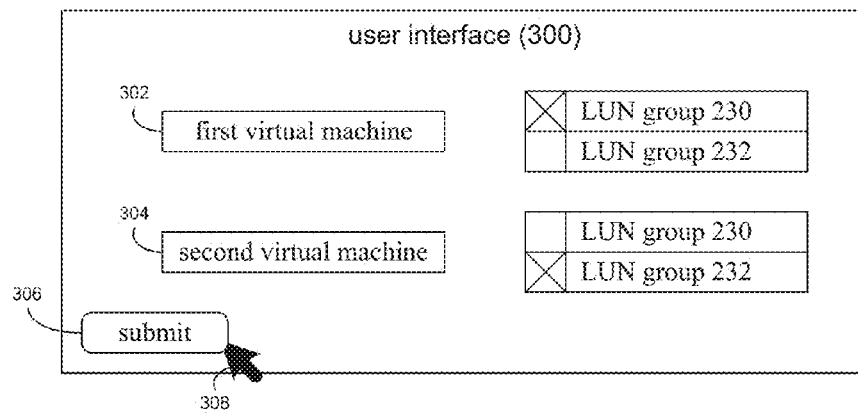 user interface (300)
302
first virtual machine
LUN group 230
LUN group 232
304
second virtual machine
LUN group 230
LUN group 232
306
submit
308